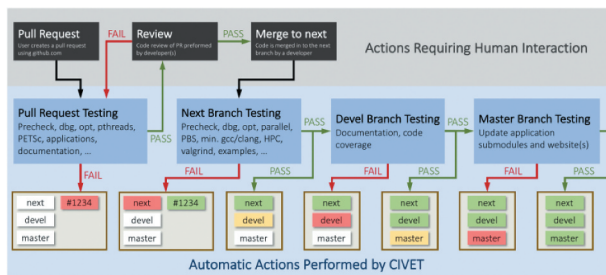 Pull Request
User creates a pull request
using github.com
FAIL
Review
Code review of PR preformed
by developer(s)
PASS
Merge to next
Code is merged in to the next
branch by a developer
Actions Requiring Human Interaction
Pull Request Testing
Precheck, dbg, opt, pthreads,
PETSc, applications,
documentation, ...
PASS
Next Branch Testing
Precheck, dbg, opt, parallel,
PBS, min. gcc/clang, HPC,
valgrind, examples, ...
PASS
Devel Branch Testing
Documentation, code
coverage
PASS
Master Branch Testing
Update application
submodules and website(s)
PASS
FAIL
FAIL
PASS
FAIL
PASS
FAIL
next
#1234
devel
master
next
#1234
devel
master
next
devel
master
next
devel
master
next
devel
master
next
devel
master
next
devel
master
Automatic Actions Performed by CIVET